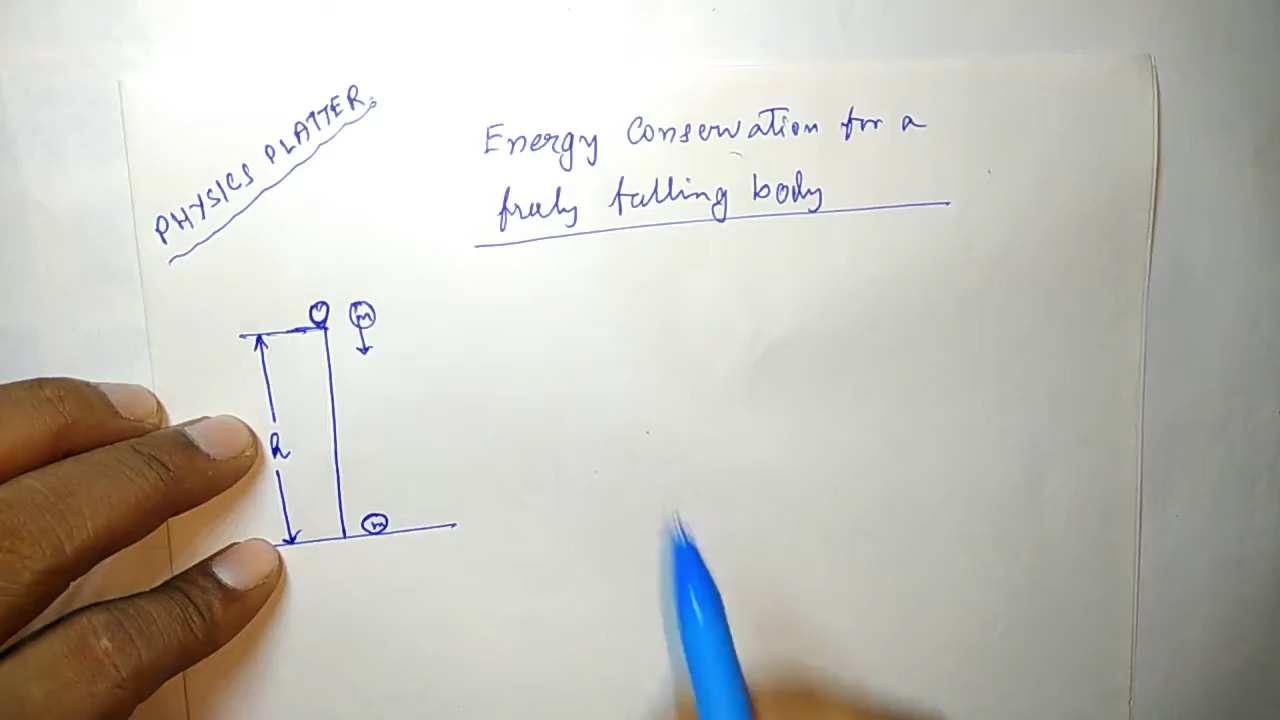 PHYSICS PLATTER.
Energy Conservation for a
freely falling body
m
h
m